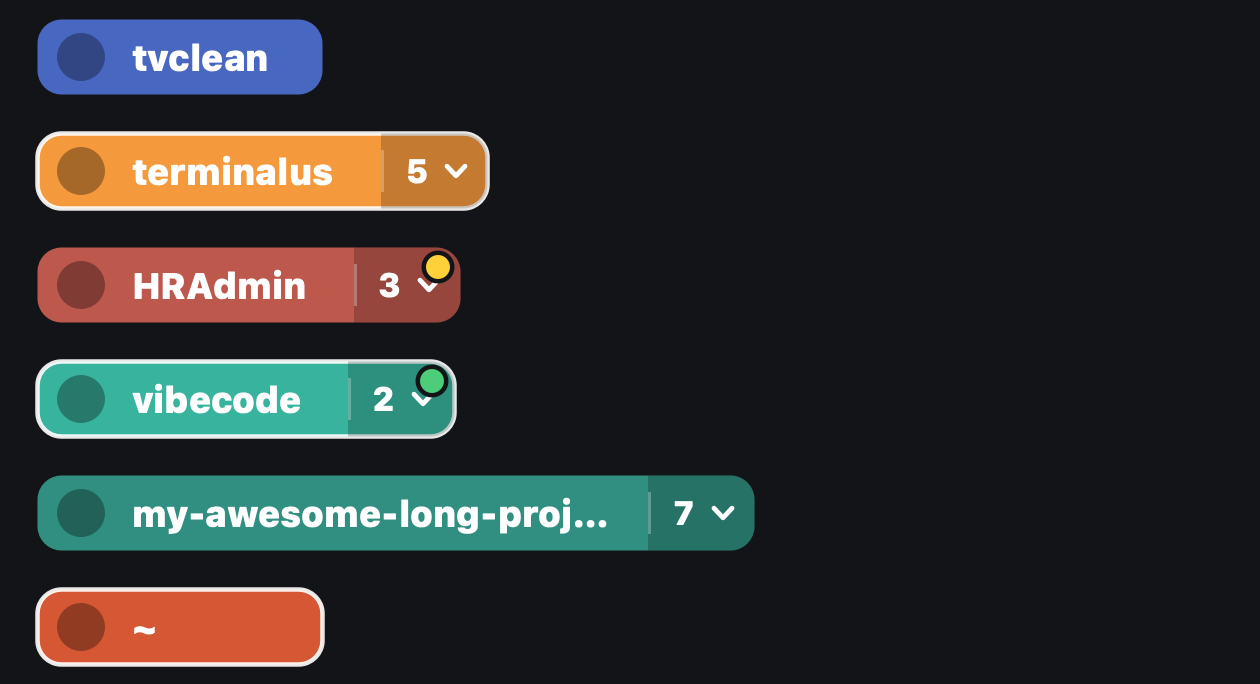 tvclean
terminalus 5
HRAdmin 3
vibecode 2
my-awesome-long-proj... 7
~